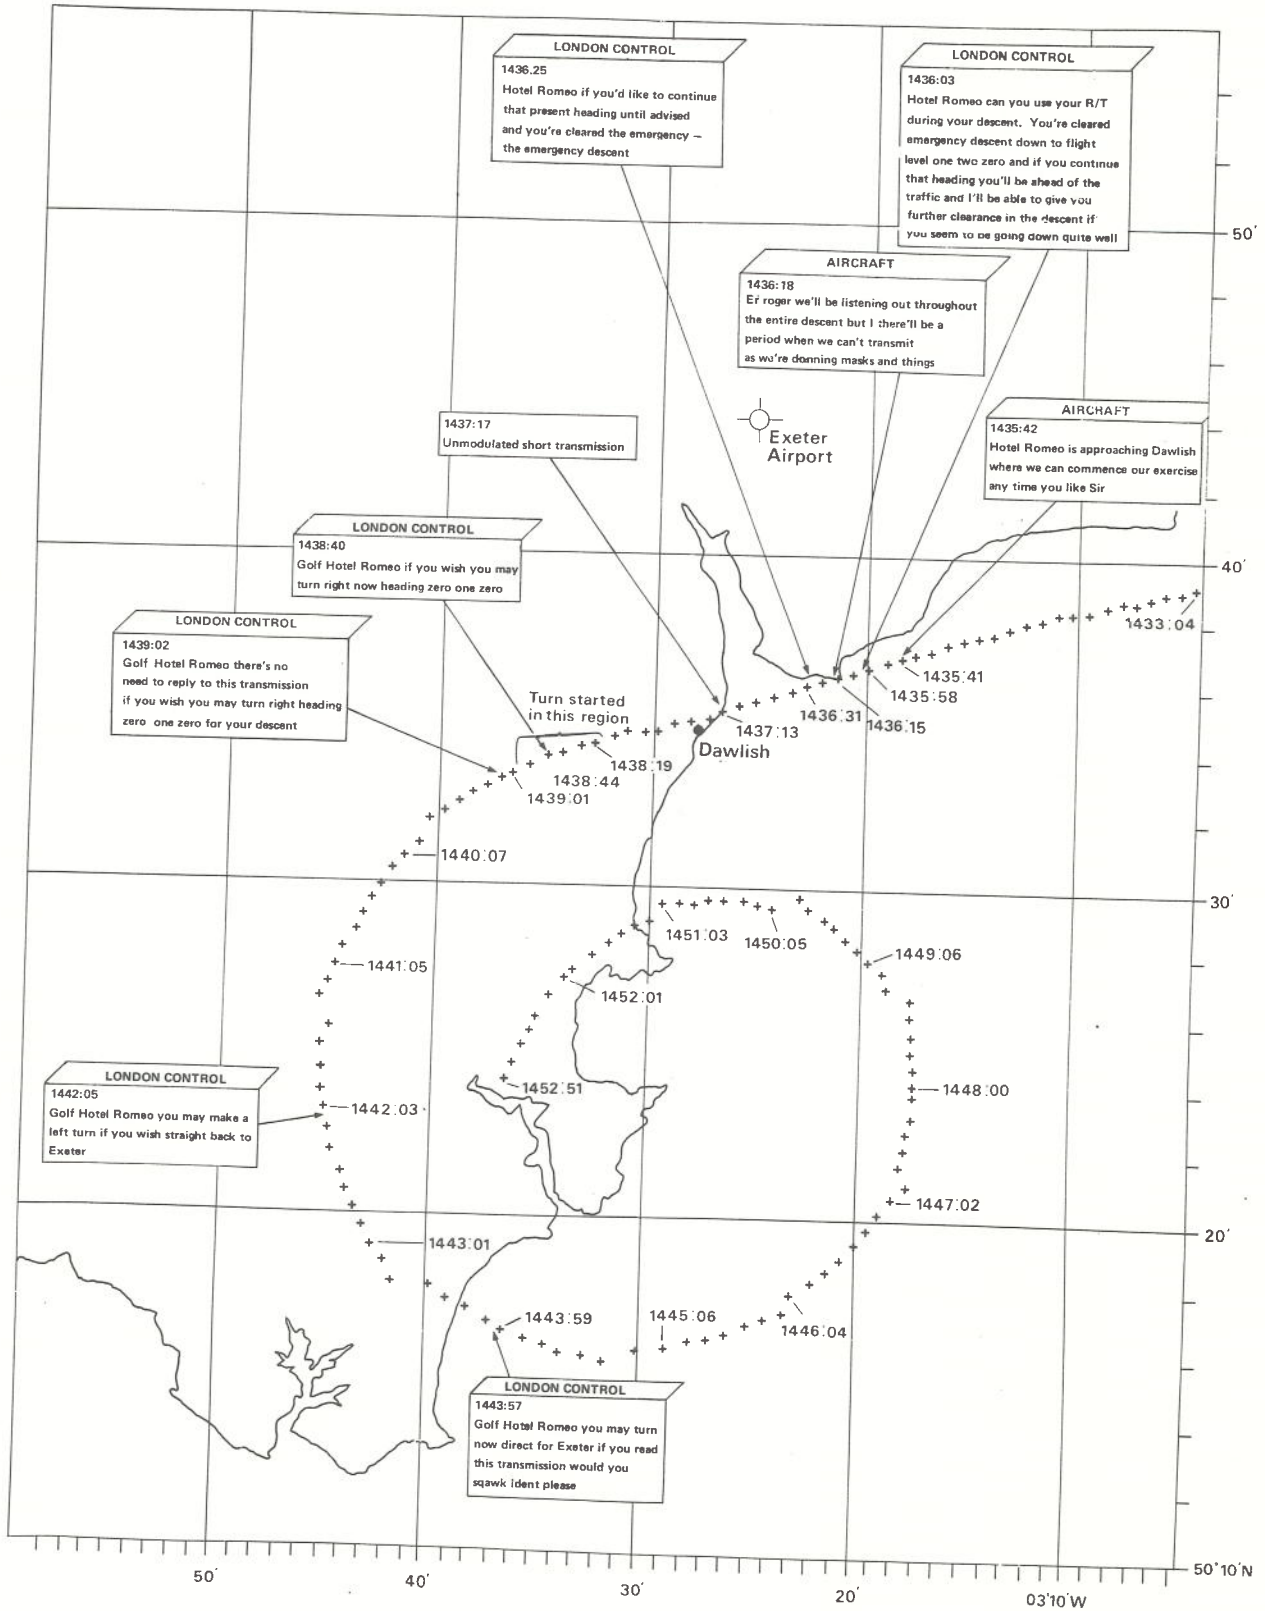 LONDON CONTROL
1436.25
Hotel Romeo if you'd like to continue
that present heading until advised
and you're cleared the emergency –
the emergency descent
LONDON CONTROL
1436:03
Hotel Romeo can you use your R/T
during your descent. You're cleared
emergency descent down to flight
level one two zero and if you continue
that heading you'll be ahead of the
traffic and I'll be able to give you
further clearance in the descent if
you seem to be going down quite well
50'
AIRCRAFT
1436:18
Er roger we'll be listening out throughout
the entire descent but I there'll be a
period when we can't transmit
as we're donning masks and things
AIRCRAFT
1435:42
Hotel Romeo is approaching Dawlish
where we can commence our exercise
any time you like Sir
1437:17
Unmodulated short transmission
Exeter
Airport
LONDON CONTROL
1438:40
Golf Hotel Romeo if you wish you may
turn right now heading zero one zero
40'
LONDON CONTROL
1439:02
Golf Hotel Romeo there's no
need to reply to this transmission
if you wish you may turn right heading
zero one zero for your descent
1433:04
1435:41
1435:58
1436:15
1436:31
1437:13
Dawlish
Turn started
in this region
1438:19
1438:44
1439:01
1440:07
30'
1451:03
1450:05
1449:06
1441:05
1452:01
1452:51
1448:00
LONDON CONTROL
1442:05
Golf Hotel Romeo you may make a
left turn if you wish straight back to
Exeter
1442:03
1447:02
20'
1443:01
1443:59
1445:06
1446:04
LONDON CONTROL
1443:57
Golf Hotel Romeo you may turn
now direct for Exeter if you read
this transmission would you
sqawk ident please
50°10'N
50'
40'
30'
20'
03°10'W